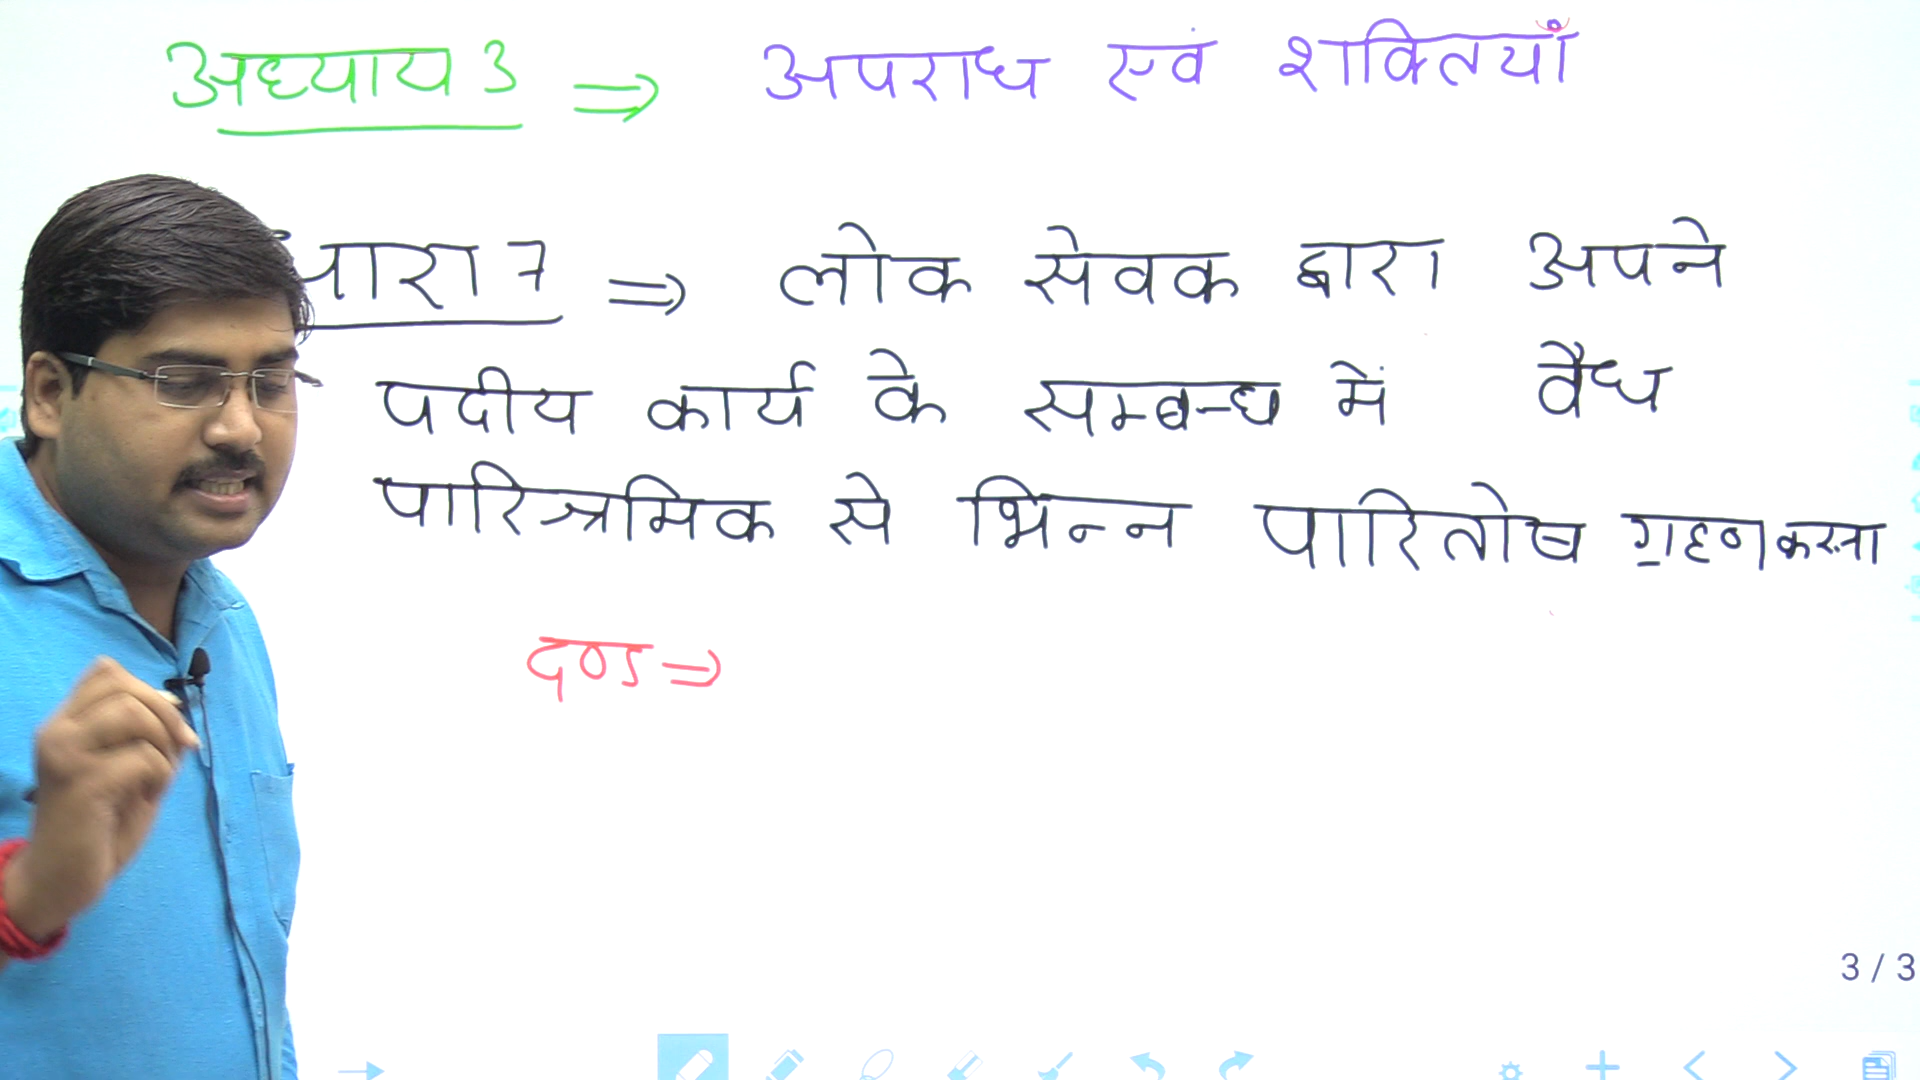 अध्याय 3 ⇒ अपराध एवं शक्तियाँ
धारा 7 ⇒ लोक सेवक द्वारा अपने
पदीय कार्य के सम्बन्ध में वैध
पारिश्रमिक से भिन्न पारितोष ग्रहण करना
दण्ड ⇒
3 / 3